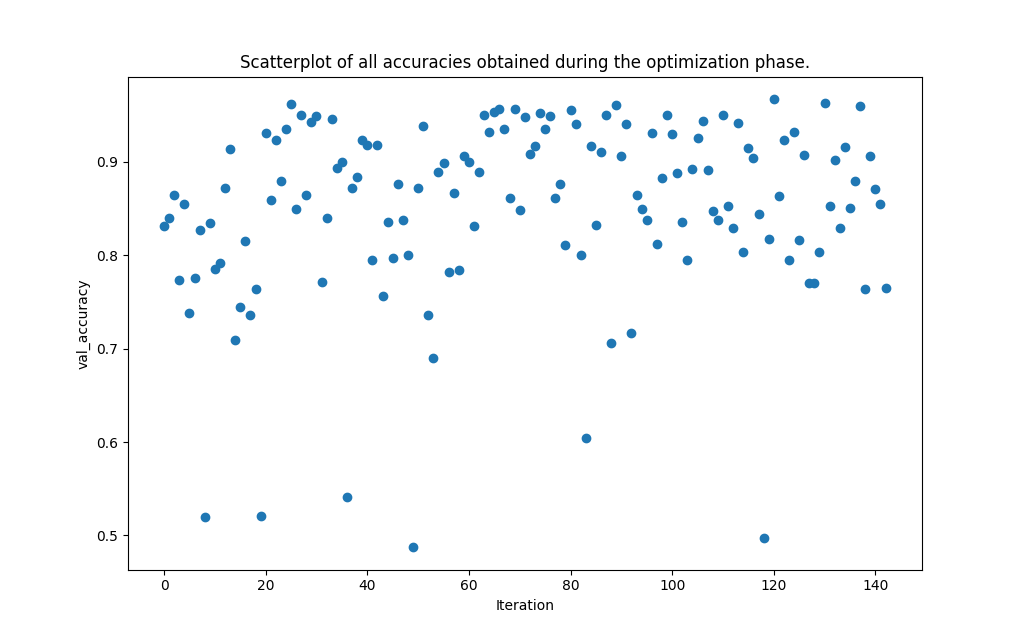 Scatterplot of all accuracies obtained during the optimization phase.
0.9
0.8
0.7
0.6
0.5
val_accuracy
0 20 40 60 80 100 120 140
Iteration